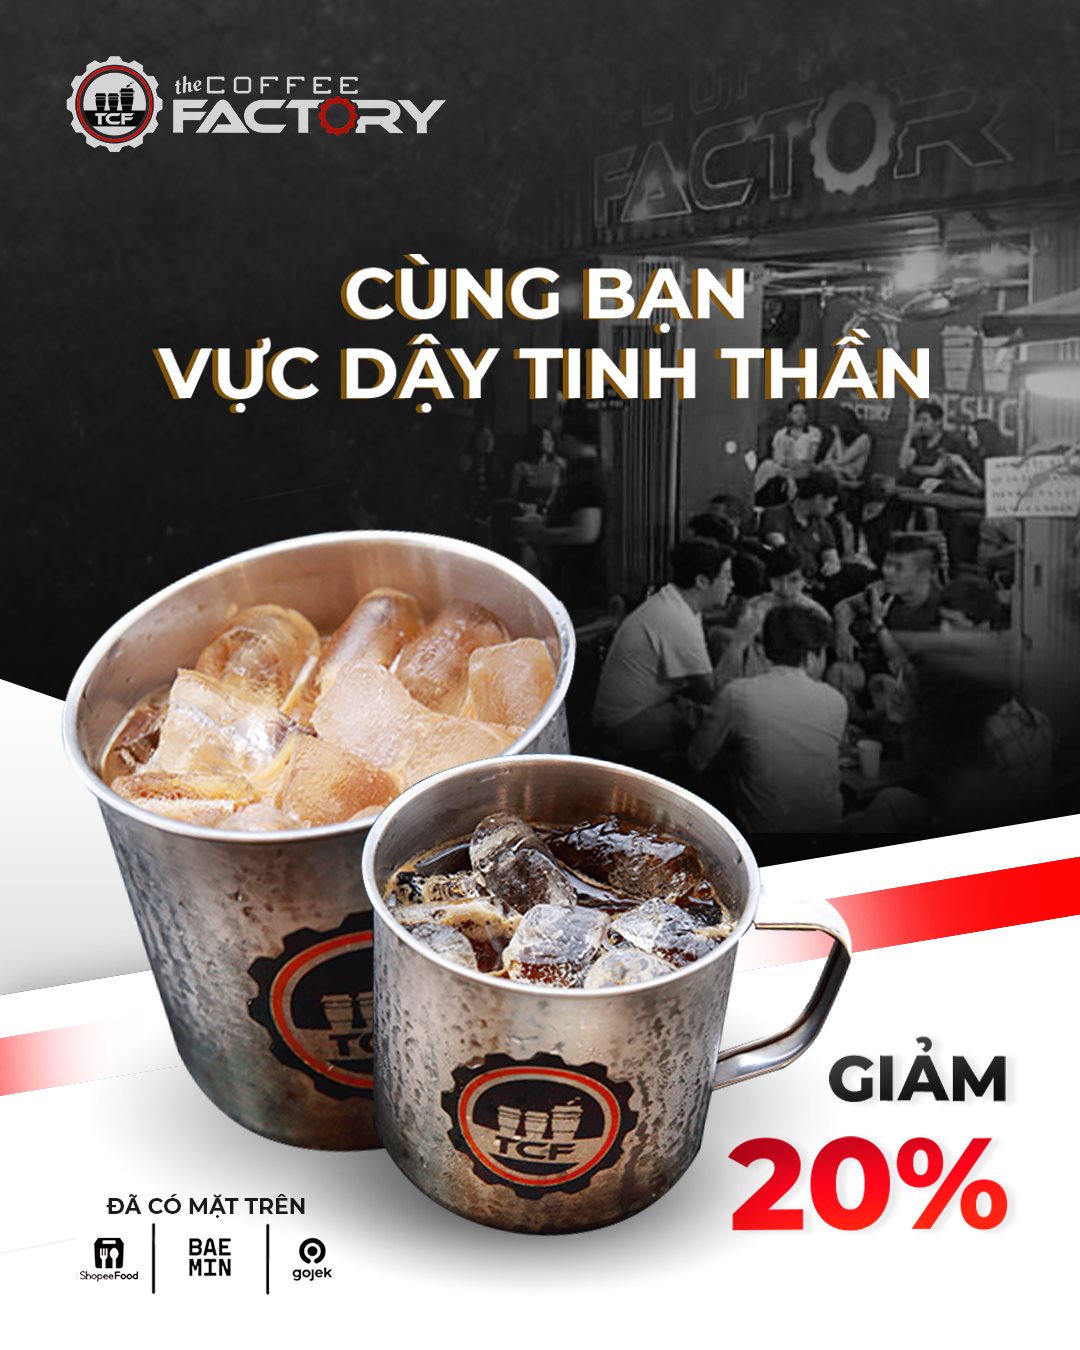 the COFFEE
FACTORY
TCF
FACTOR
CÙNG BẠN
VỰC DẬY TINH THẦN
TCF
GIẢM
20%
ĐÃ CÓ MẶT TRÊN
ShopeeFood
BAE
MIN
gojek